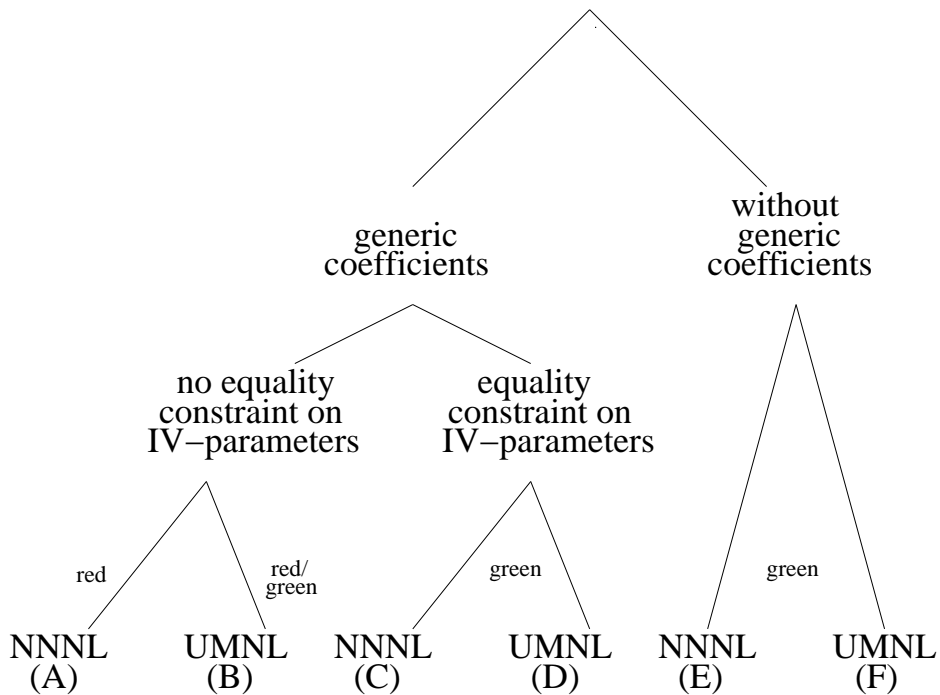 without
generic
coefficients
generic
coefficients
no equality
constraint on
IV−parameters
equality
constraint on
IV−parameters
red
red/
green
green
green
NNNL
(A)
UMNL
(B)
NNNL
(C)
UMNL
(D)
NNNL
(E)
UMNL
(F)